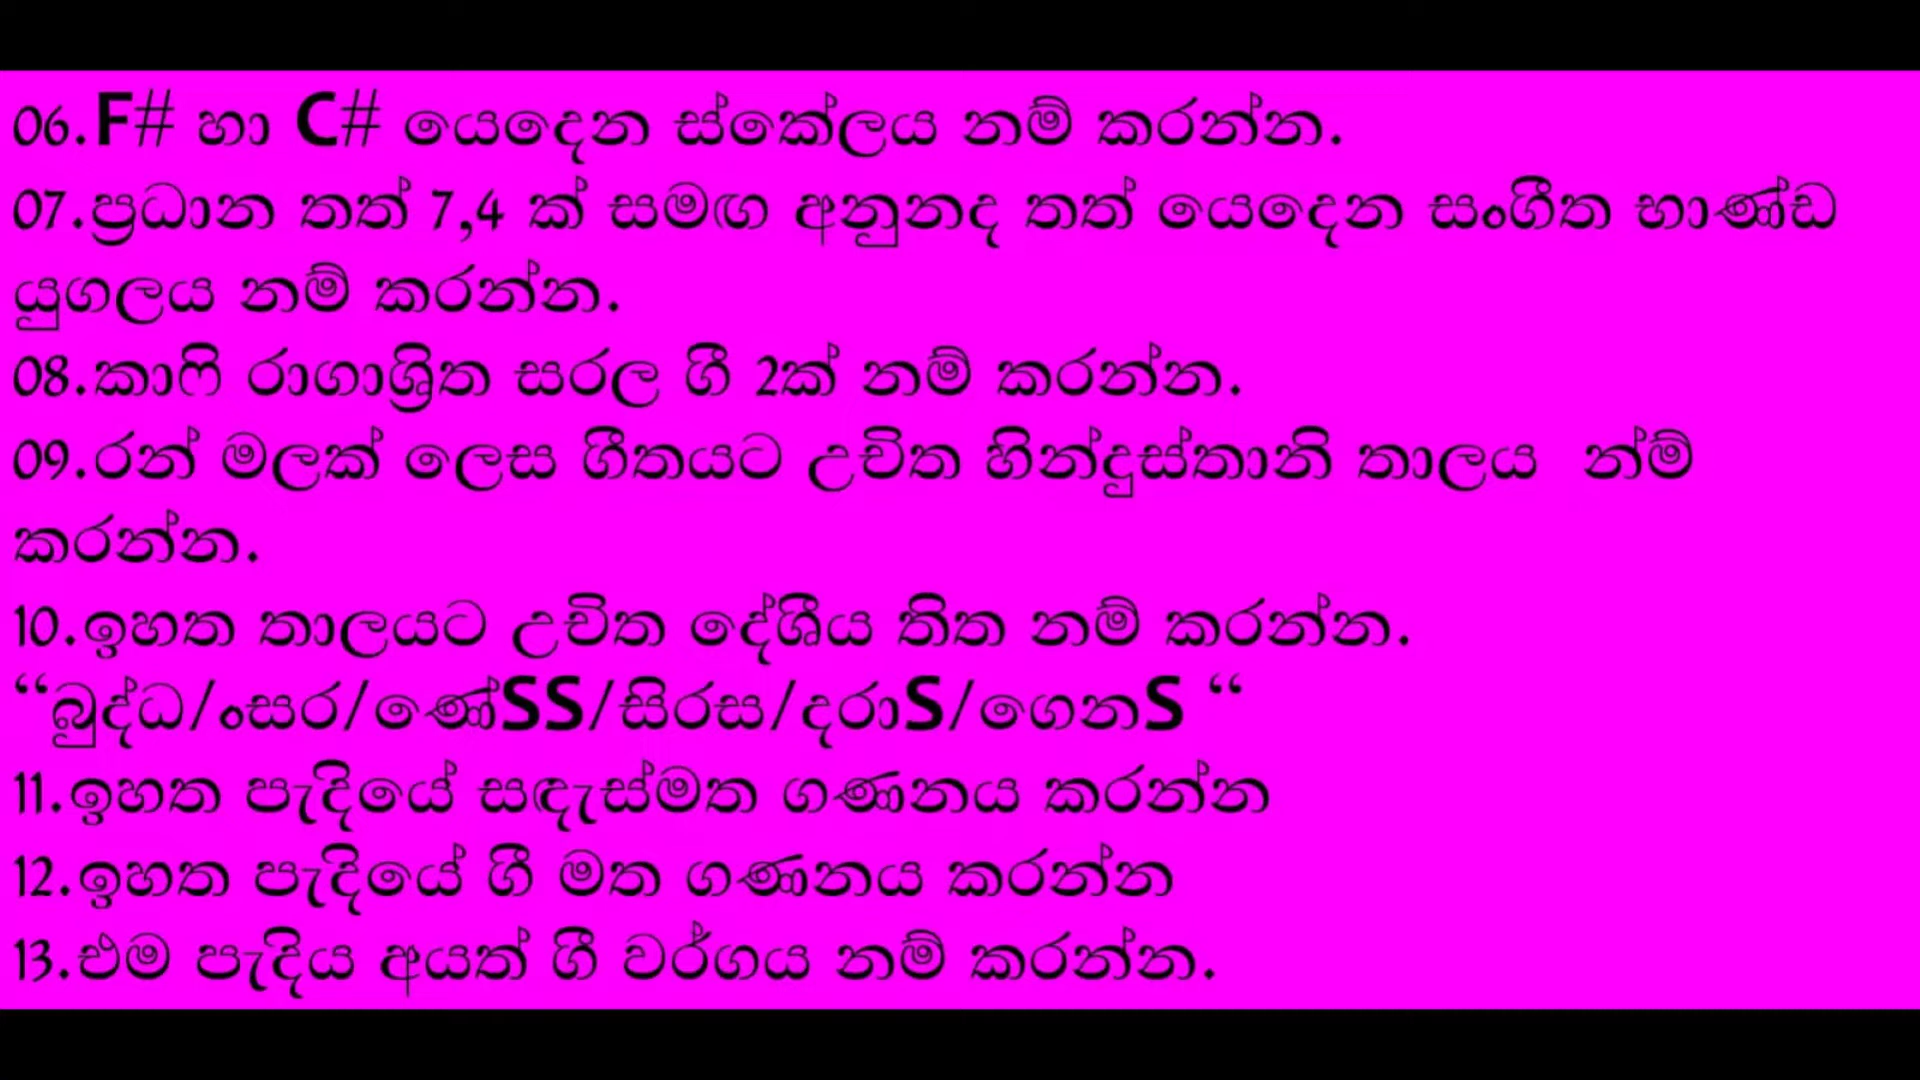 06.F# හා C# යෙදෙන ස්කේලය නම් කරන්න.
07.ප්‍රධාන තත් 7,4 ක් සමඟ අනුනද තත් යෙදෙන සංගීත භාණ්ඩ
යුගලය නම් කරන්න.
08.කාෆි රාගාශ්‍රිත සරල ගී 2ක් නම් කරන්න.
09.රන් මලක් ලෙස ගීතයට උචිත හින්දුස්තානි තාලය න්ම්
කරන්න.
10.ඉහත තාලයට උචිත දේශීය තිත නම් කරන්න.
“බුද්ධ/ංසර/ණේSS/සිරස/දරාS/ගෙනS “
11.ඉහත පැදියේ සඳැස්මත ගණනය කරන්න
12.ඉහත පැදියේ ගී මත ගණනය කරන්න
13.එම පැදිය අයත් ගී වර්ගය නම් කරන්න.